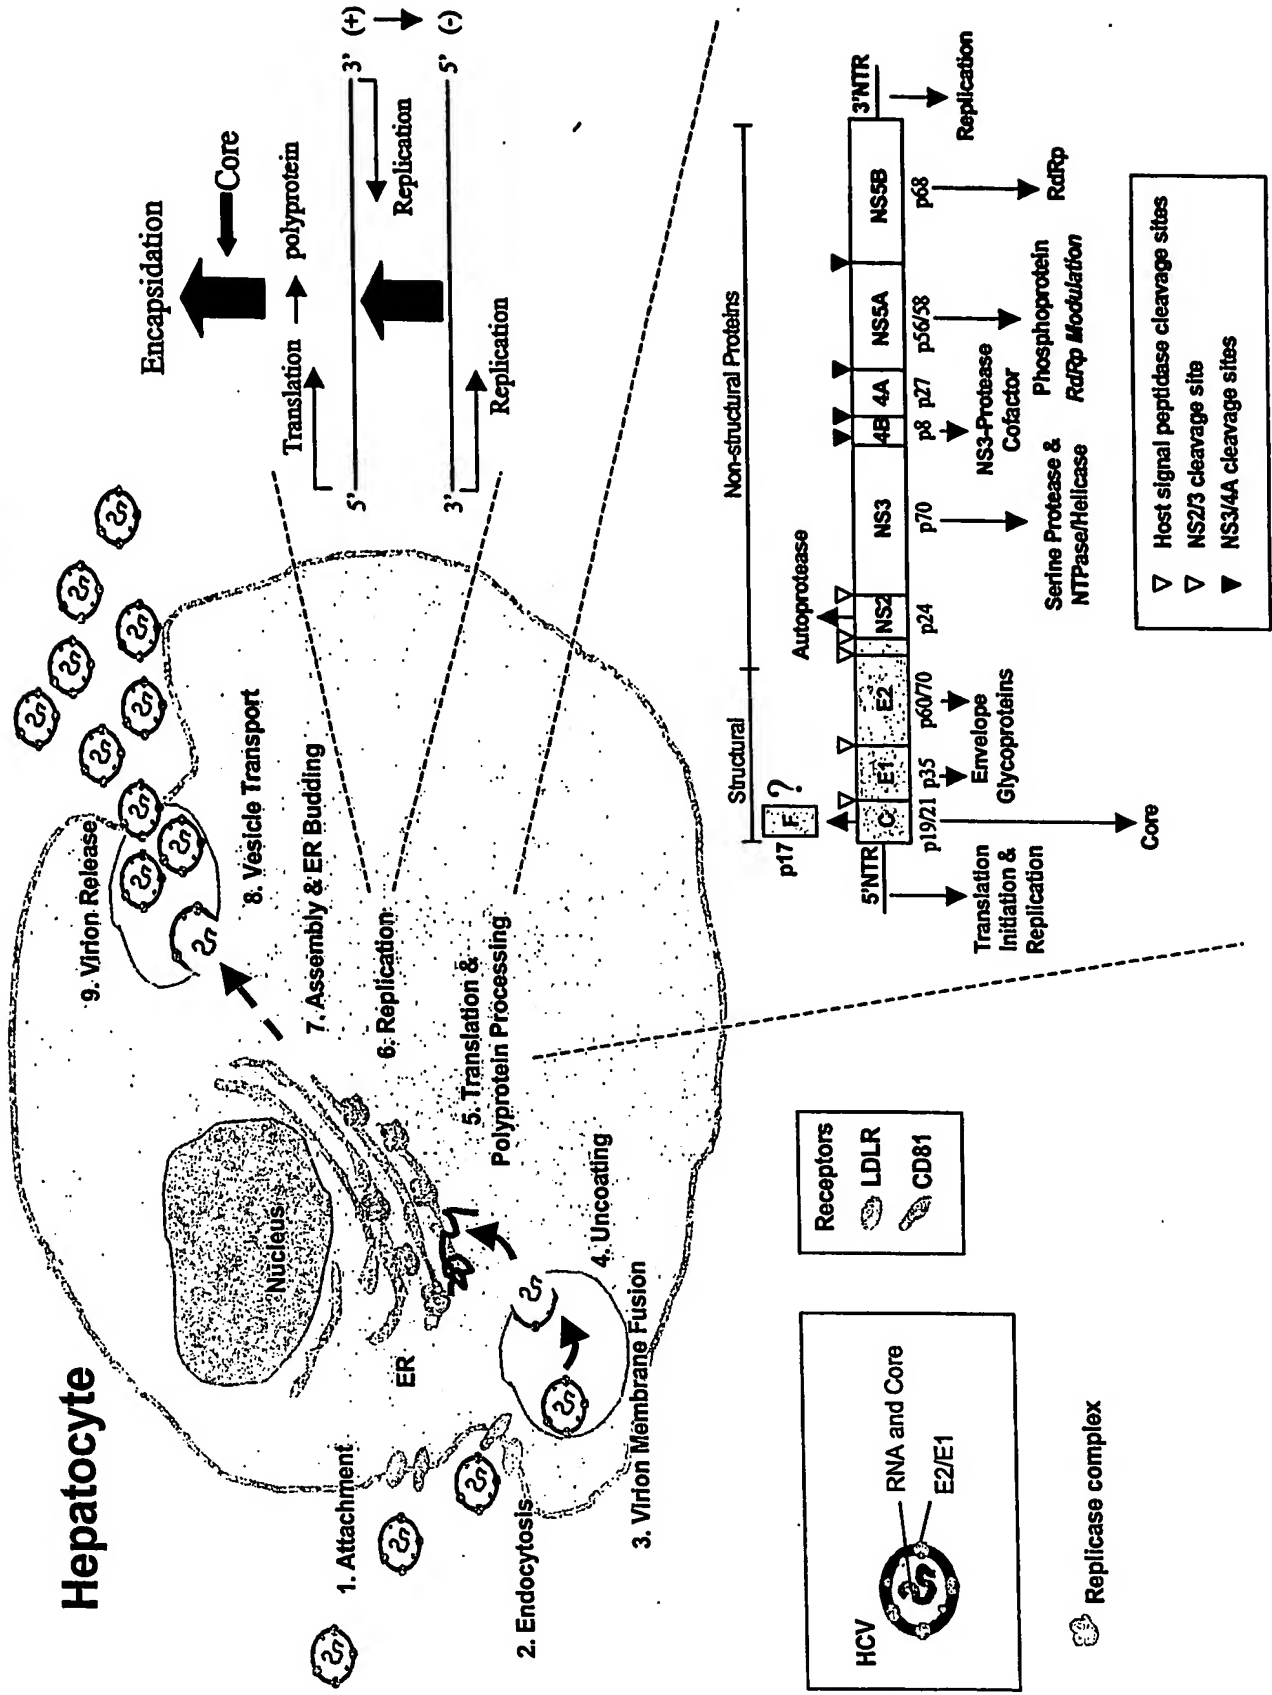 Hepatocyte
1. Attachment
2. Endocytosis
3. Virion Membrane Fusion
4. Uncoating
ER
Nucleus
5. Translation &
Polyprotein Processing
6. Replication
7. Assembly & ER Budding
8. Vesicle Transport
9. Virion Release
Encapsidation
Core
Translation
polyprotein
5'
3'
(+)
Replication
(-)
3'
5'
Replication
HCV
RNA and Core
E2/E1
Replicase complex
Receptors
LDLR
CD81
Structural
Non-structural Proteins
p17
F
?
Autoprotease
5'NTR
C
E1
E2
NS2
NS3
4B
4A
NS5A
NS5B
3'NTR
p19/21
p35
p60/70
p24
p70
p8
p27
p56/58
p68
Translation
Initiation &
Replication
Core
Envelope
Glycoproteins
Serine Protease &
NTPase/Helicase
NS3-Protease
Cofactor
Phosphoprotein
RdRp Modulation
RdRp
Replication
Host signal peptidase cleavage sites
NS2/3 cleavage site
NS3/4A cleavage sites